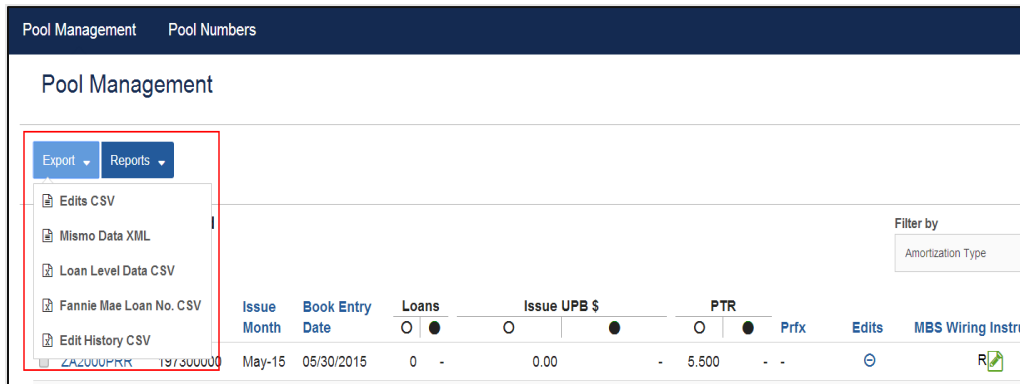 Pool Management Pool Numbers
Pool Management
Export Reports
Edits CSV
Filter by
Mismo Data XML
Amortization Type
Loan Level Data CSV
Fannie Mae Loan No. CSV
Issue Month Book Entry Date Loans Issue UPB $ PTR Prfx Edits MBS Wiring Instru
Edit History CSV
ZA2000PRR 197300000 May-15 05/30/2015 0 - 0.00 - 5.500 - - R